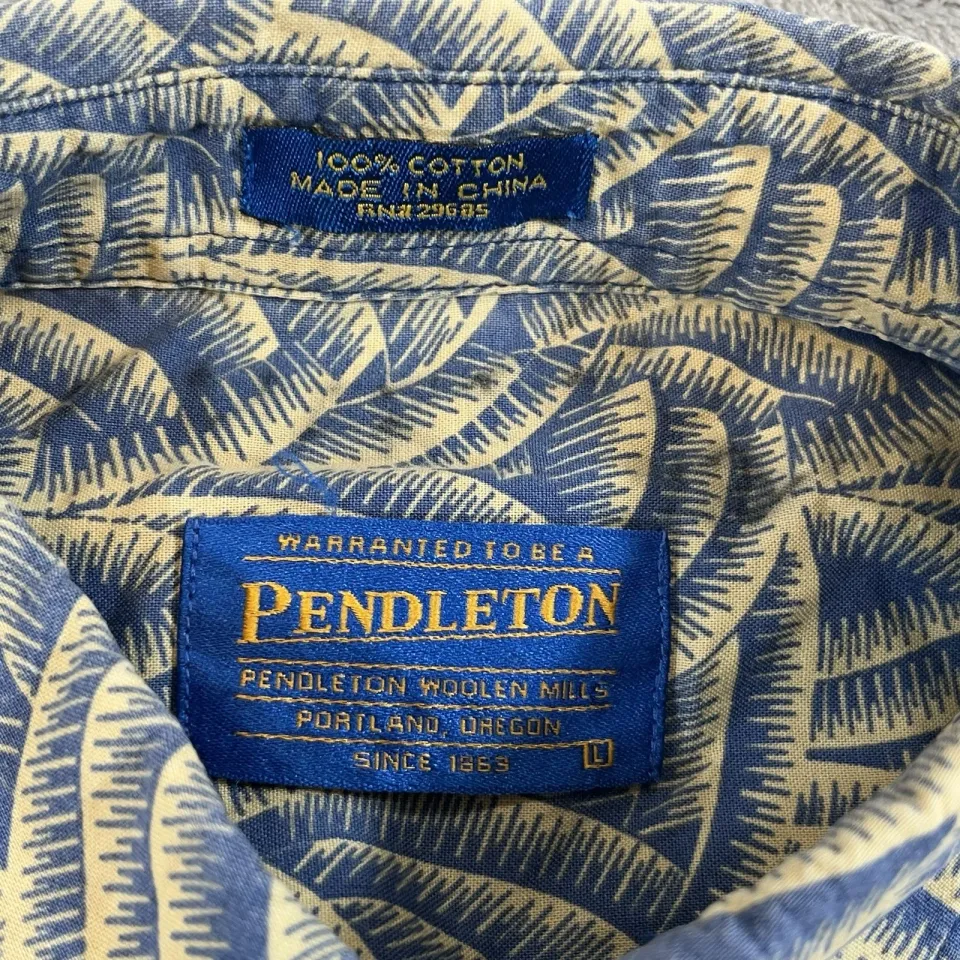 100% COTTON
MADE IN CHINA
RN# 29685
WARRANTED TO BE A
PENDLETON
PENDLETON WOOLEN MILLS
PORTLAND, OREGON
SINCE 1863
L